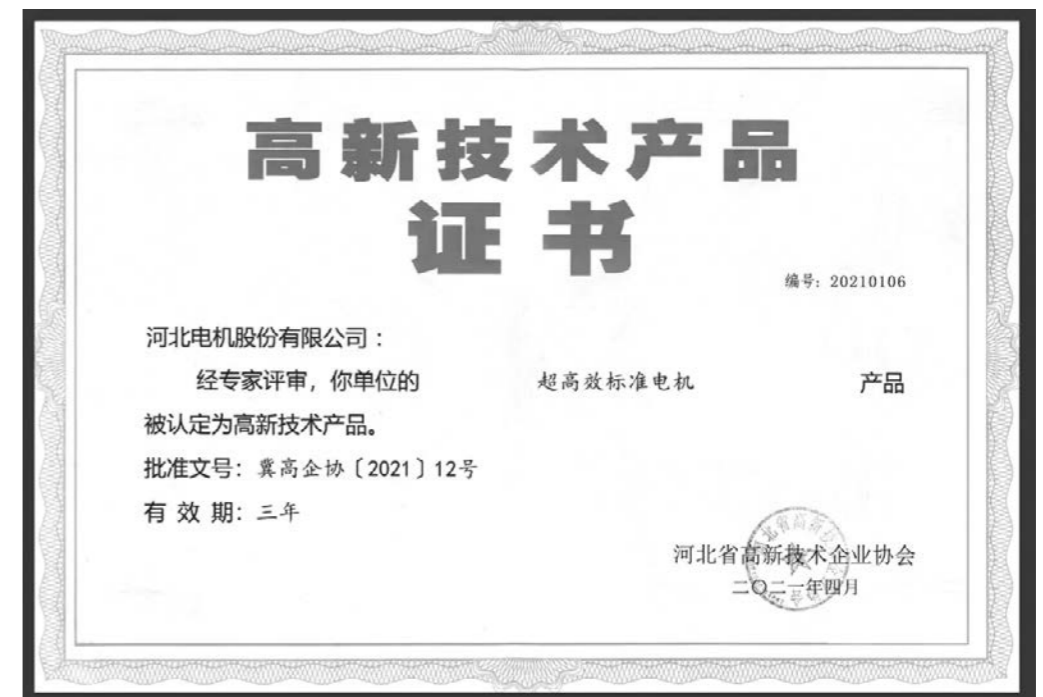 高新技术产品
证书
编号：20210106
河北电机股份有限公司：
经专家评审，你单位的 超高效标准电机 产品
被认定为高新技术产品。
批准文号：冀高企协〔2021〕12号
有 效 期：三年
河北省高新技术企业协会
二〇二一年四月